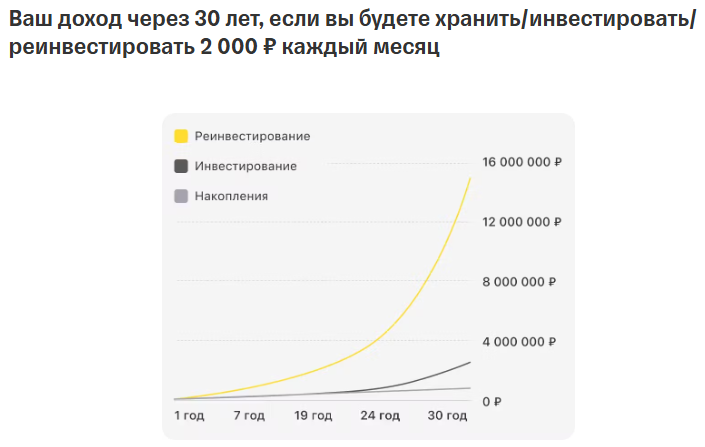 Ваш доход через 30 лет, если вы будете хранить/инвестировать/
реинвестировать 2 000 ₽ каждый месяц
Реинвестирование
Инвестирование
Накопления
16 000 000 ₽
12 000 000 ₽
8 000 000 ₽
4 000 000 ₽
0 ₽
1 год 7 год 19 год 24 год 30 год